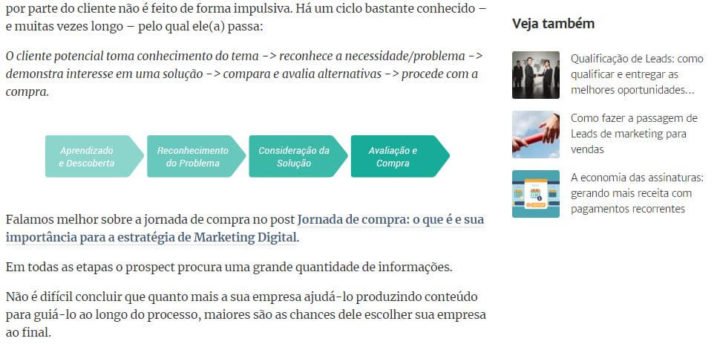 por parte do cliente não é feito de forma impulsiva. Há um ciclo bastante conhecido –
e muitas vezes longo – pelo qual ele(a) passa:
O cliente potencial toma conhecimento do tema -> reconhece a necessidade/problema ->
demonstra interesse em uma solução -> compara e avalia alternativas -> procede com a
compra.
Aprendizado
e Descoberta
Reconhecimento
do Problema
Consideração da
Solução
Avaliação e
Compra
Falamos melhor sobre a jornada de compra no post Jornada de compra: o que é e sua
importância para a estratégia de Marketing Digital.
Em todas as etapas o prospect procura uma grande quantidade de informações.
Não é difícil concluir que quanto mais a sua empresa ajudá-lo produzindo conteúdo
para guiá-lo ao longo do processo, maiores são as chances dele escolher sua empresa
ao final.
Veja também
Qualificação de Leads: como
qualificar e entregar as
melhores oportunidades...
Como fazer a passagem de
Leads de marketing para
vendas
A economia das assinaturas:
gerando mais receita com
pagamentos recorrentes